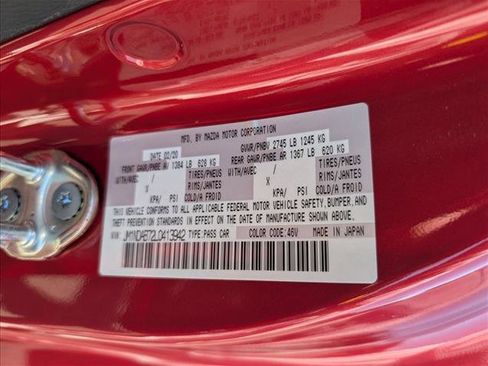 MFD. BY MAZDA MOTOR CORPORATION
DATE 02/20 GVWR/PNBV 2745 LB 1245 KG
FRONT GAWR/PNBE AV 1384 LB 628 KG REAR GAWR/PNBE AR 1367 LB 620 KG
WITH/AVEC / TIRES/PNEUS WITH/AVEC / TIRES/PNEUS
X RIMS/JANTES X RIMS/JANTES
KPA/ PSI COLD/A FROID KPA/ PSI COLD/A FROID
THIS VEHICLE CONFORMS TO ALL APPLICABLE FEDERAL MOTOR VEHICLE SAFETY, BUMPER, AND
THEFT PREVENTION STANDARDS IN EFFECT ON THE DATE OF MANUFACTURE SHOWN ABOVE.
TYPE:PASS CAR COLOR CODE:46V MADE IN JAPAN